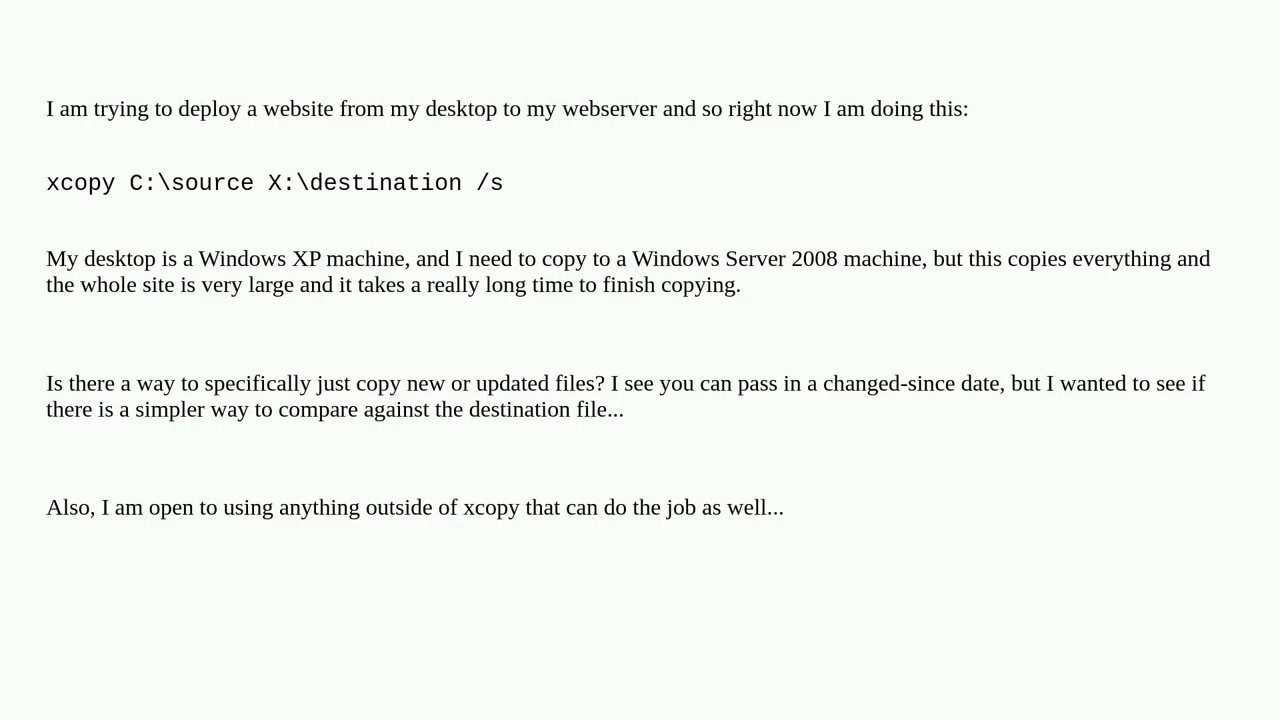 I am trying to deploy a website from my desktop to my webserver and so right now I am doing this:
xcopy C:\source X:\destination /s
My desktop is a Windows XP machine, and I need to copy to a Windows Server 2008 machine, but this copies everything and
the whole site is very large and it takes a really long time to finish copying.
Is there a way to specifically just copy new or updated files? I see you can pass in a changed-since date, but I wanted to see if
there is a simpler way to compare against the destination file...
Also, I am open to using anything outside of xcopy that can do the job as well...